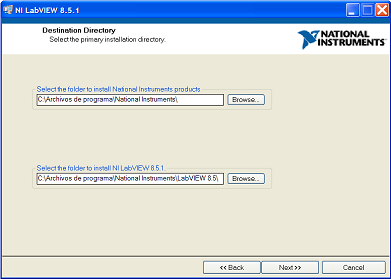 NI LabVIEW 8.5.1
Destination Directory
Select the primary installation directory.
NATIONAL
INSTRUMENTS
Select the folder to install National Instruments products
C:\Archivos de programa\National Instruments\
Browse...
Select the folder to install NI LabVIEW 8.5.1
C:\Archivos de programa\National Instruments\LabVIEW 8.5\
Browse...
<< Back
Next >>
Cancel